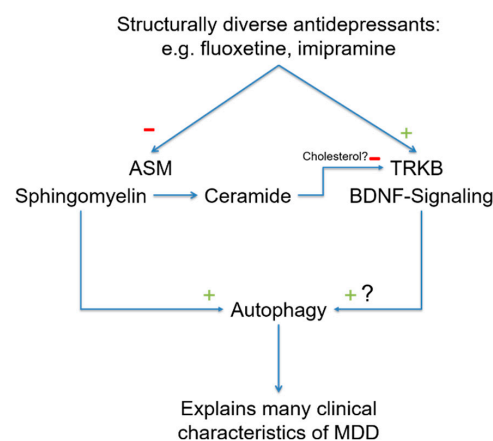 Structurally diverse antidepressants:
e.g. fluoxetine, imipramine
- +
Cholesterol? -
ASM TRKB
Sphingomyelin Ceramide BDNF-Signaling
+ + ?
Autophagy
Explains many clinical
characteristics of MDD